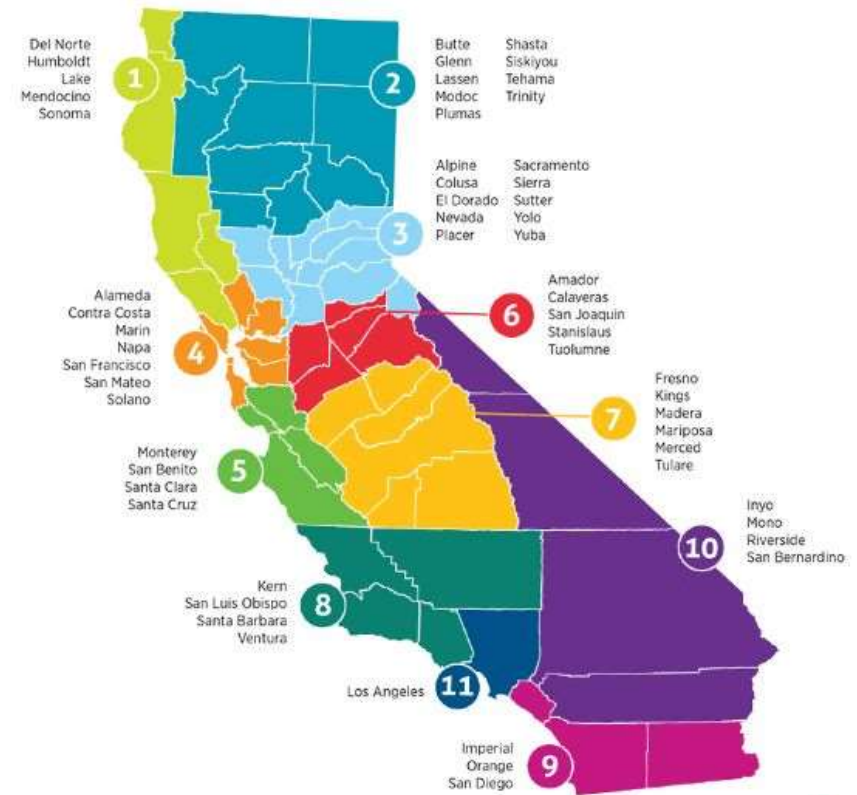 Del Norte
Humboldt
Lake
Mendocino
Sonoma
1
2
Butte Shasta
Glenn Siskiyou
Lassen Tehama
Modoc Trinity
Plumas
Alpine Sacramento
Colusa Sierra
El Dorado Sutter
Nevada Yolo
Placer Yuba
3
Alameda
Contra Costa
Marin
Napa
San Francisco
San Mateo
Solano
4
6
Amador
Calaveras
San Joaquin
Stanislaus
Tuolumne
7
Fresno
Kings
Madera
Mariposa
Merced
Tulare
Monterey
San Benito
Santa Clara
Santa Cruz
5
10
Inyo
Mono
Riverside
San Bernardino
Kern
San Luis Obispo
Santa Barbara
Ventura
8
Los Angeles
11
Imperial
Orange
San Diego
9